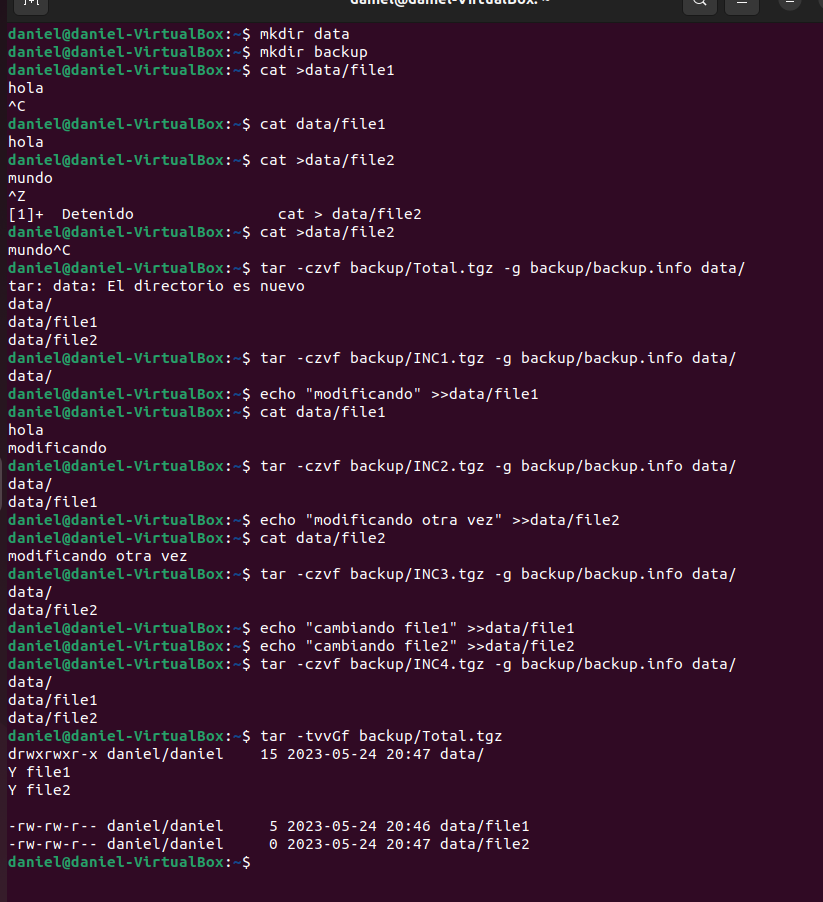 daniel@daniel-VirtualBox: ~
daniel@daniel-VirtualBox:~$ mkdir data
daniel@daniel-VirtualBox:~$ mkdir backup
daniel@daniel-VirtualBox:~$ cat >data/file1
hola
^C
daniel@daniel-VirtualBox:~$ cat data/file1
hola
daniel@daniel-VirtualBox:~$ cat >data/file2
mundo
^Z
[1]+  Detenido                cat > data/file2
daniel@daniel-VirtualBox:~$ cat >data/file2
mundo^C
daniel@daniel-VirtualBox:~$ tar -czvf backup/Total.tgz -g backup/backup.info data/
tar: data: El directorio es nuevo
data/
data/file1
data/file2
daniel@daniel-VirtualBox:~$ tar -czvf backup/INC1.tgz -g backup/backup.info data/
data/
daniel@daniel-VirtualBox:~$ echo "modificando" >>data/file1
daniel@daniel-VirtualBox:~$ cat data/file1
hola
modificando
daniel@daniel-VirtualBox:~$ tar -czvf backup/INC2.tgz -g backup/backup.info data/
data/
data/file1
daniel@daniel-VirtualBox:~$ echo "modificando otra vez" >>data/file2
daniel@daniel-VirtualBox:~$ cat data/file2
modificando otra vez
daniel@daniel-VirtualBox:~$ tar -czvf backup/INC3.tgz -g backup/backup.info data/
data/
data/file2
daniel@daniel-VirtualBox:~$ echo "cambiando file1" >>data/file1
daniel@daniel-VirtualBox:~$ echo "cambiando file2" >>data/file2
daniel@daniel-VirtualBox:~$ tar -czvf backup/INC4.tgz -g backup/backup.info data/
data/
data/file1
data/file2
daniel@daniel-VirtualBox:~$ tar -tvvGf backup/Total.tgz
drwxrwxr-x daniel/daniel    15 2023-05-24 20:47 data/
Y file1
Y file2

-rw-rw-r-- daniel/daniel     5 2023-05-24 20:46 data/file1
-rw-rw-r-- daniel/daniel     0 2023-05-24 20:47 data/file2
daniel@daniel-VirtualBox:~$